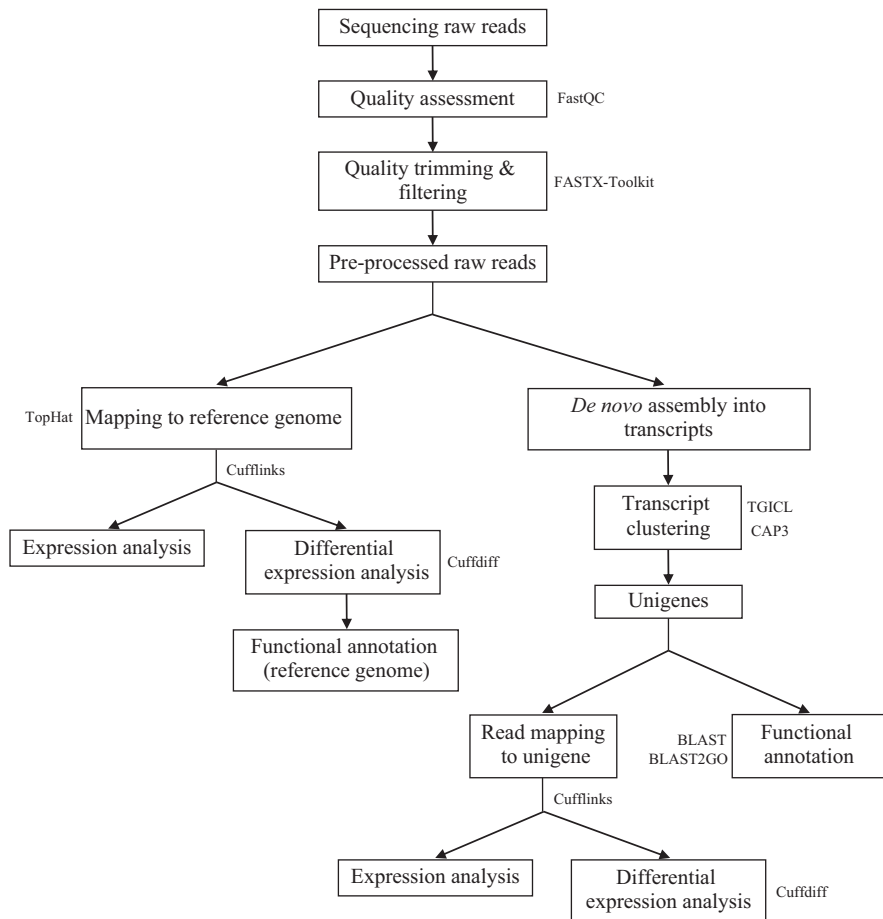 Sequencing raw reads
Quality assessment
FastQC
Quality trimming &
filtering
FASTX-Toolkit
Pre-processed raw reads
TopHat
Mapping to reference genome
De novo assembly into
transcripts
Cufflinks
Transcript
clustering
TGICL
CAP3
Expression analysis
Differential
expression analysis
Cuffdiff
Unigenes
Functional annotation
(reference genome)
Read mapping
to unigene
BLAST
BLAST2GO
Functional
annotation
Cufflinks
Expression analysis
Differential
expression analysis
Cuffdiff